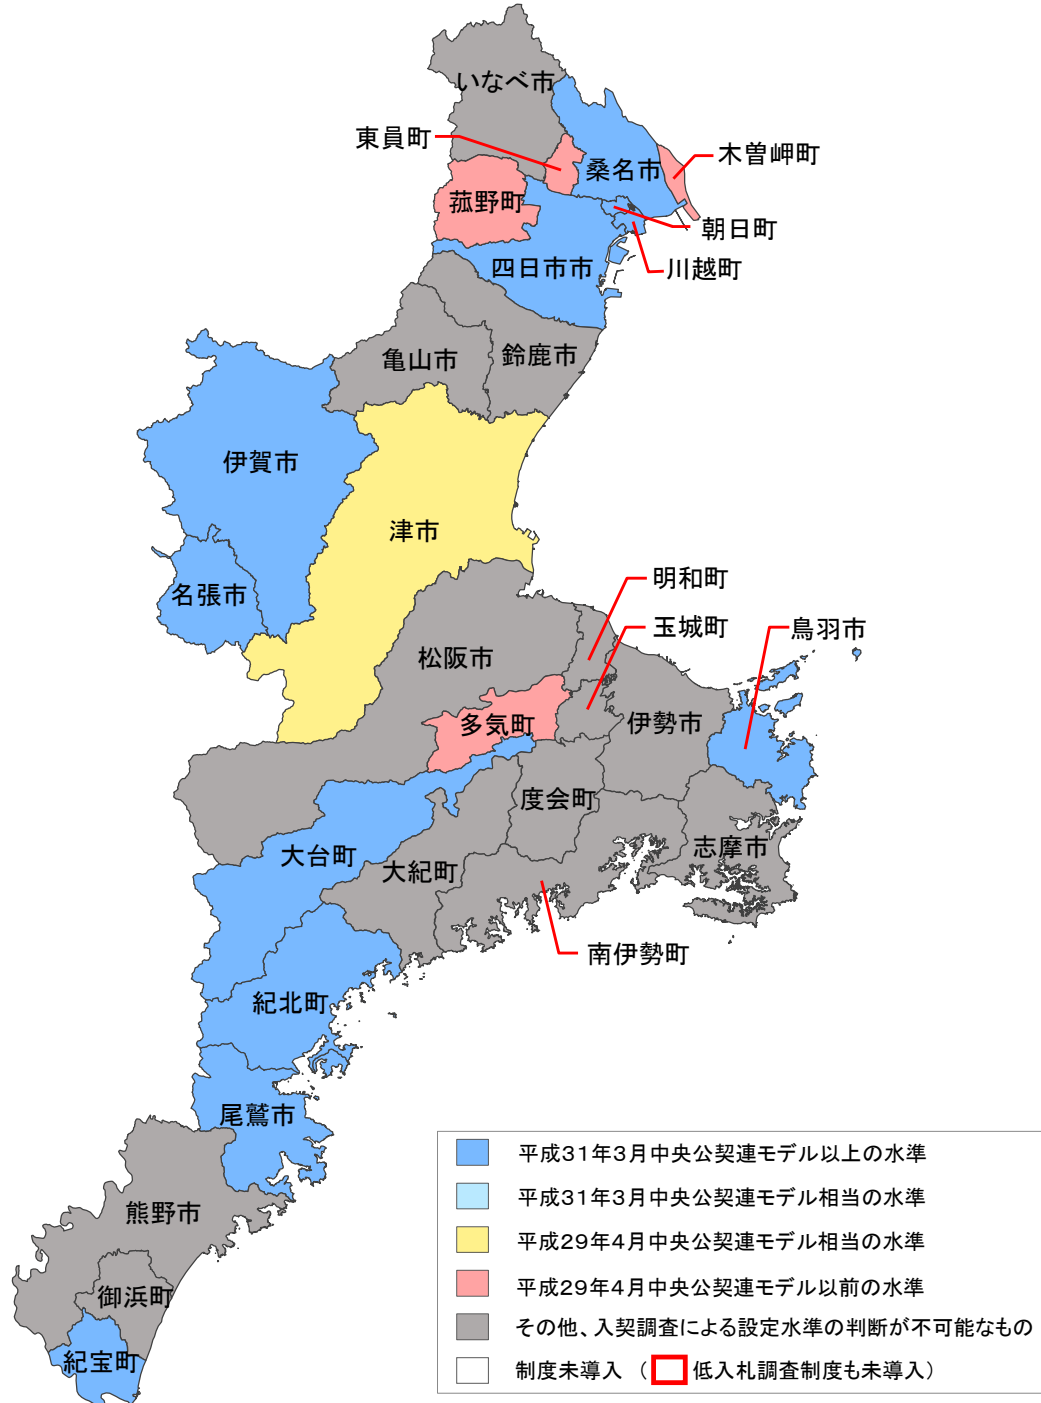 いなべ市
東員町
桑名市
木曽岬町
菰野町
朝日町
四日市市
川越町
亀山市
鈴鹿市
伊賀市
津市
名張市
明和町
玉城町
鳥羽市
松阪市
多気町
伊勢市
度会町
大台町
大紀町
志摩市
南伊勢町
紀北町
尾鷲市
熊野市
御浜町
紀宝町
平成31年3月中央公契連モデル以上の水準
平成31年3月中央公契連モデル相当の水準
平成29年4月中央公契連モデル相当の水準
平成29年4月中央公契連モデル以前の水準
その他、入契調査による設定水準の判断が不可能なもの
制度未導入 ( 低入札調査制度も未導入)